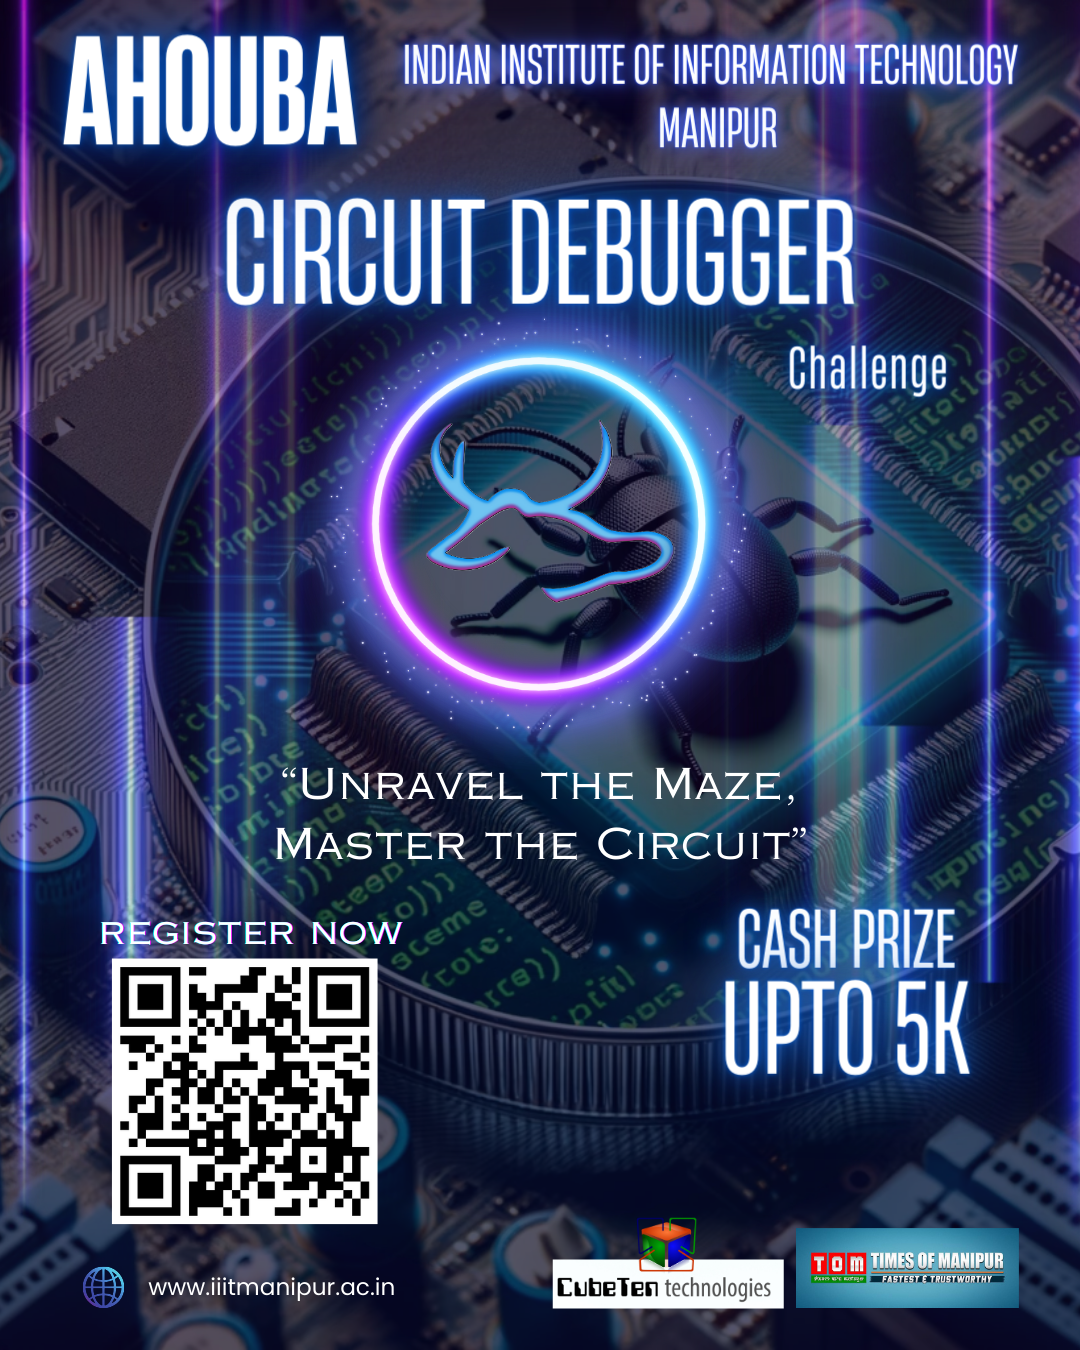 AHOUBA
INDIAN INSTITUTE OF INFORMATION TECHNOLOGY
MANIPUR
CIRCUIT DEBUGGER
Challenge
“UNRAVEL THE MAZE,
MASTER THE CIRCUIT”
REGISTER NOW
CASH PRIZE
UPTO 5K
www.iiitmanipur.ac.in
CubeTen technologies
TOM TIMES OF MANIPUR
FASTEST & TRUSTWORTHY